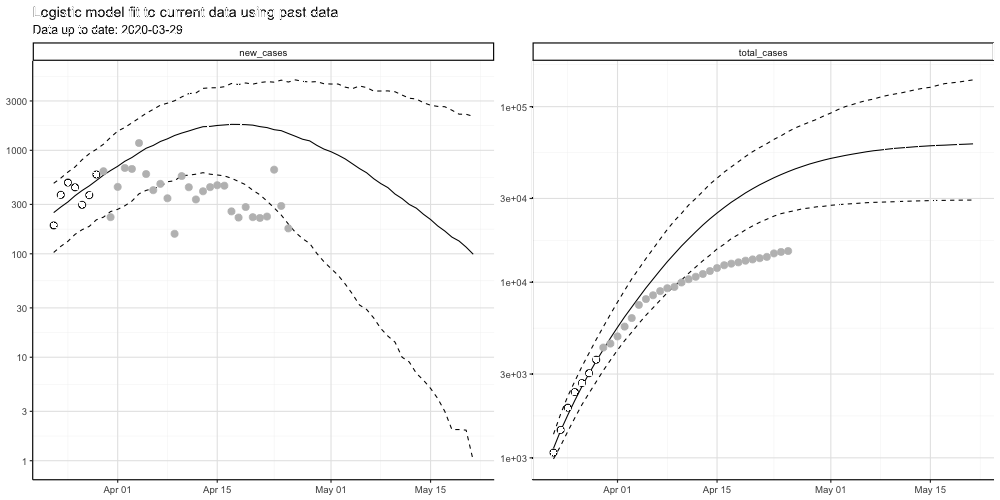 Logistic model fit to current data using past data
Data up to date: 2020-03-29
new_cases
total_cases
3000
1000
300
100
30
10
3
1
1e+05
3e+04
1e+04
3e+03
1e+03
Apr 01
Apr 15
May 01
May 15
Apr 01
Apr 15
May 01
May 15